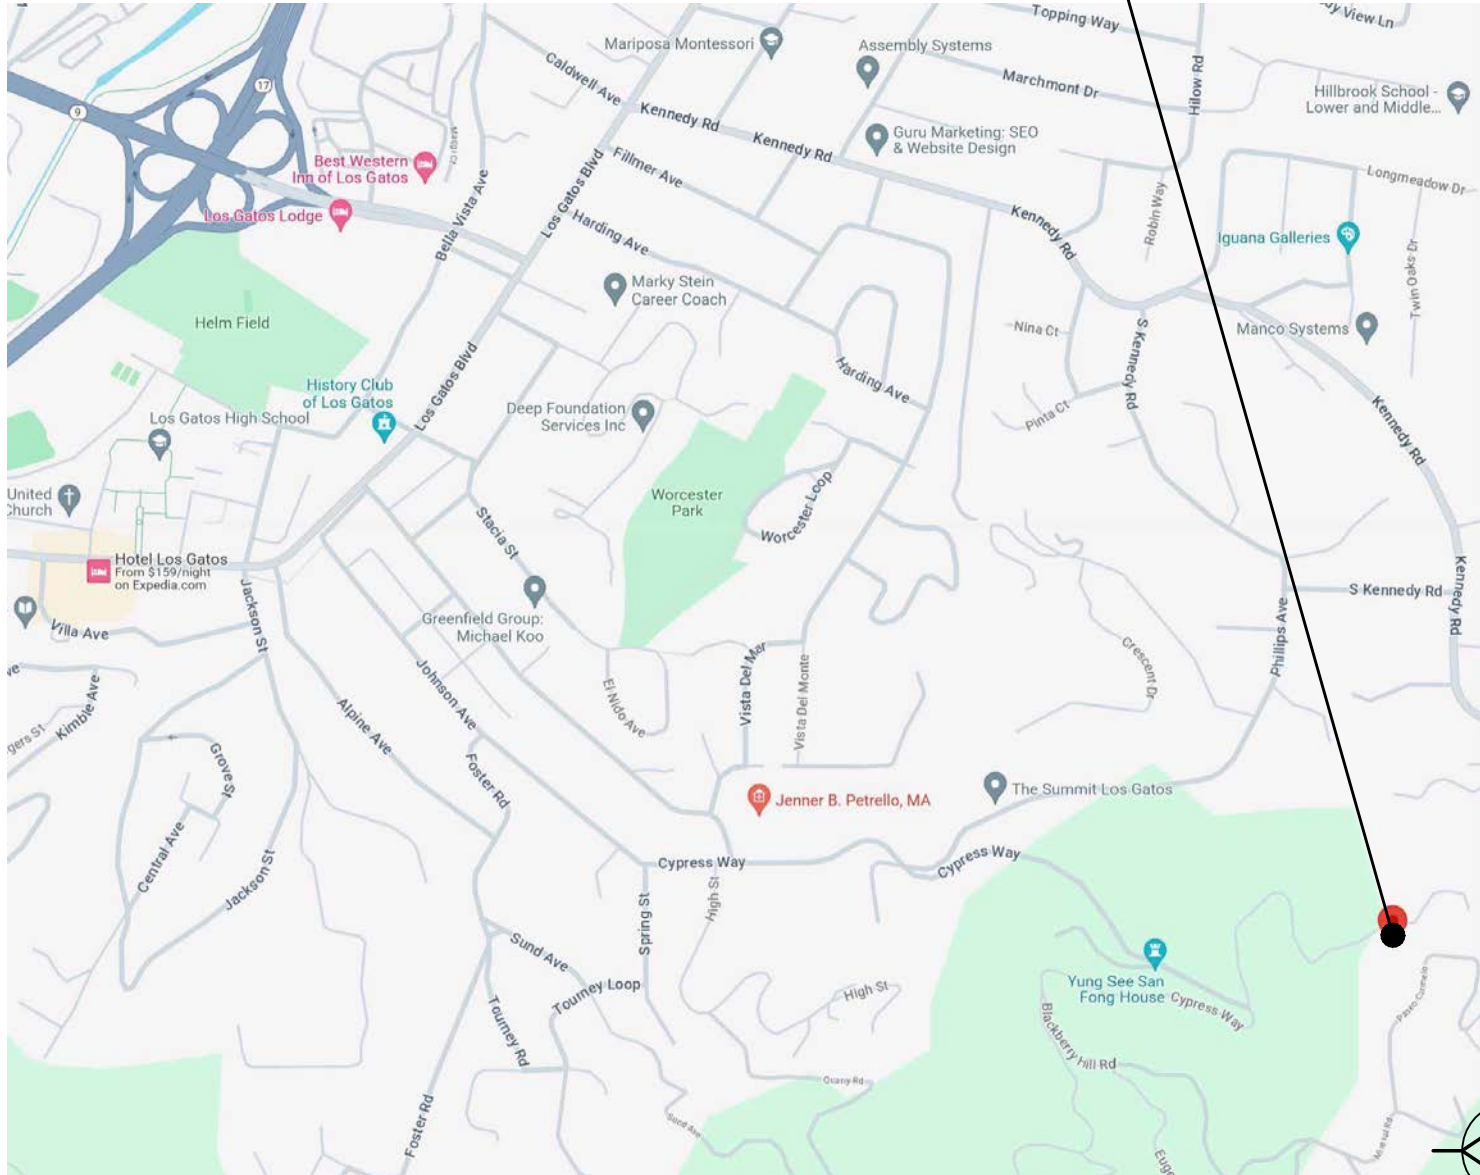 Topping Way
by View Ln
Mariposa Montessori
Assembly Systems
Caldwell Ave
17
Marchmont Dr
Hilow Rd
Hillbrook School -
Lower and Middle...
9
Kennedy Rd
Kennedy Rd
Guru Marketing: SEO
& Website Design
Best Western
Inn of Los Gatos
Fillmer Ave
Los Gatos Blvd
Longmeadow Dr
Los Gatos Lodge
Bella Vista Ave
Harding Ave
Kennedy Rd
Robin Way
Iguana Galleries
Twin Oaks Dr
Marky Stein
Career Coach
Helm Field
Nina Ct
S Kennedy Rd
Manco Systems
History Club
of Los Gatos
Los Gatos Blvd
Harding Ave
Los Gatos High School
Deep Foundation
Services Inc
Pinta Ct
Kennedy Rd
United
Church
Worcester
Park
Worcester Loop
Stacia St
Hotel Los Gatos
From $159/night
on Expedia.com
Jackson St
S Kennedy Rd
Kennedy Rd
Villa Ave
Greenfield Group:
Michael Koo
Phillips Ave
Crescent Dr
Vista Del Mar
Vista Del Monte
Johnson Ave
El Nido Ave
Kimble Ave
gers St
Alpine Ave
Grove St
Foster Rd
Jenner B. Petrello, MA
The Summit Los Gatos
Central Ave
Jackson St
Cypress Way
Cypress Way
High St
Spring St
Sund Ave
Tourney Loop
High St
Yung See San
Fong House
Cypress Way
Tourney Rd
Blackberry Hill Rd
Foster Rd
Sund Ave